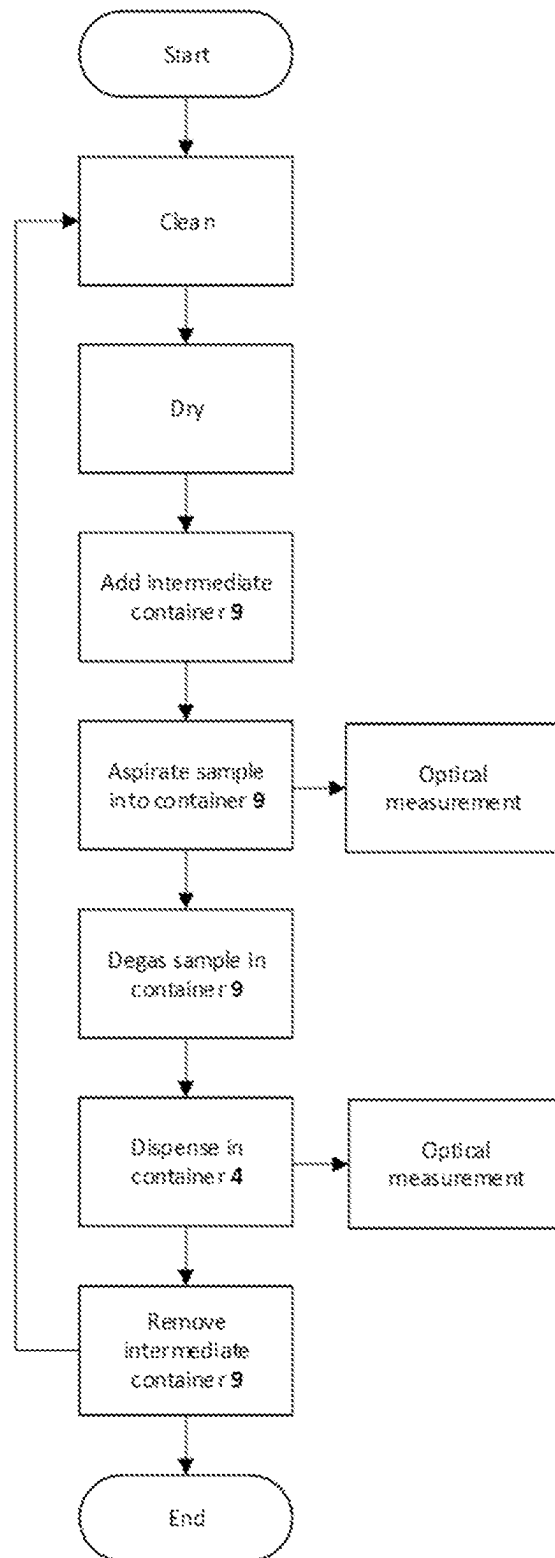 Start
Clean
Dry
Add intermediate
container 9
Aspirate sample
into container 9
Optical
measurement
Degas sample in
container 9
Dispense in
container 4
Optical
measurement
Remove
intermediate
container 9
End